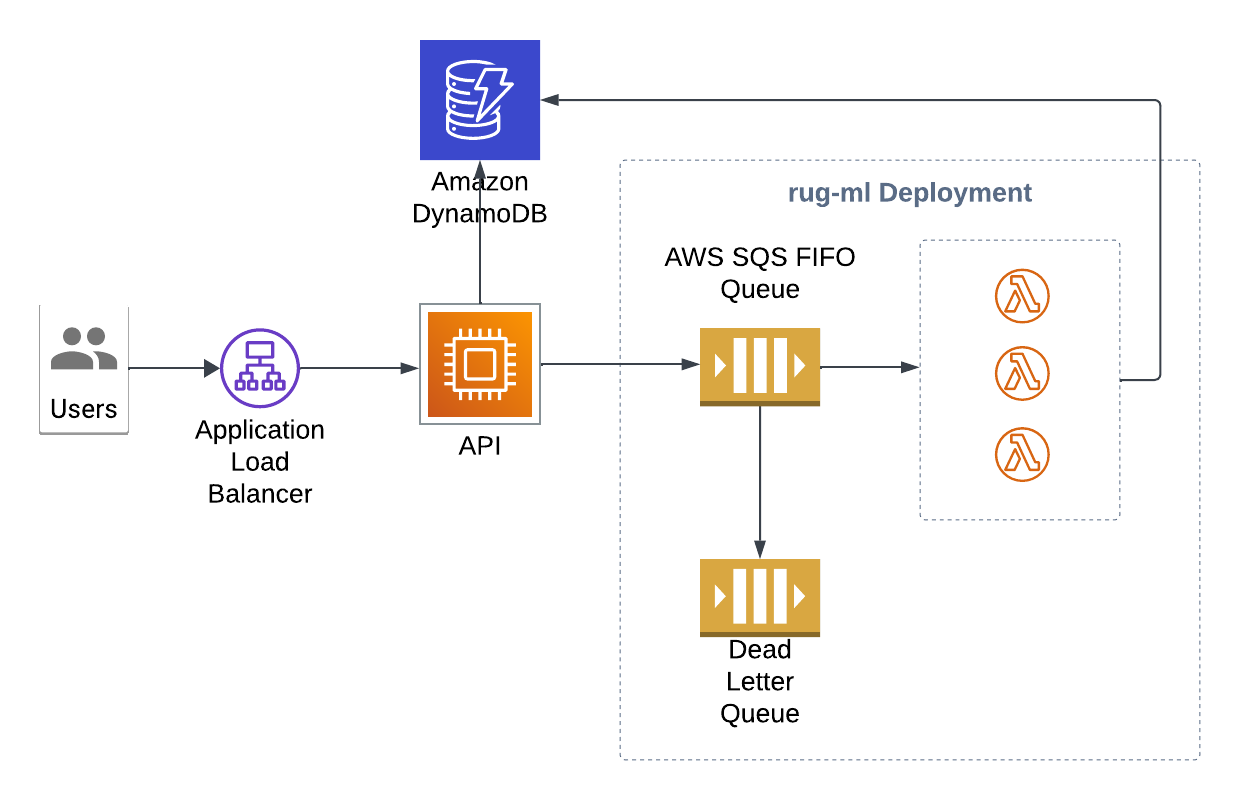 Amazon
DynamoDB
rug-ml Deployment
AWS SQS FIFO
Queue
Users
Application
Load
Balancer
API
Dead
Letter
Queue